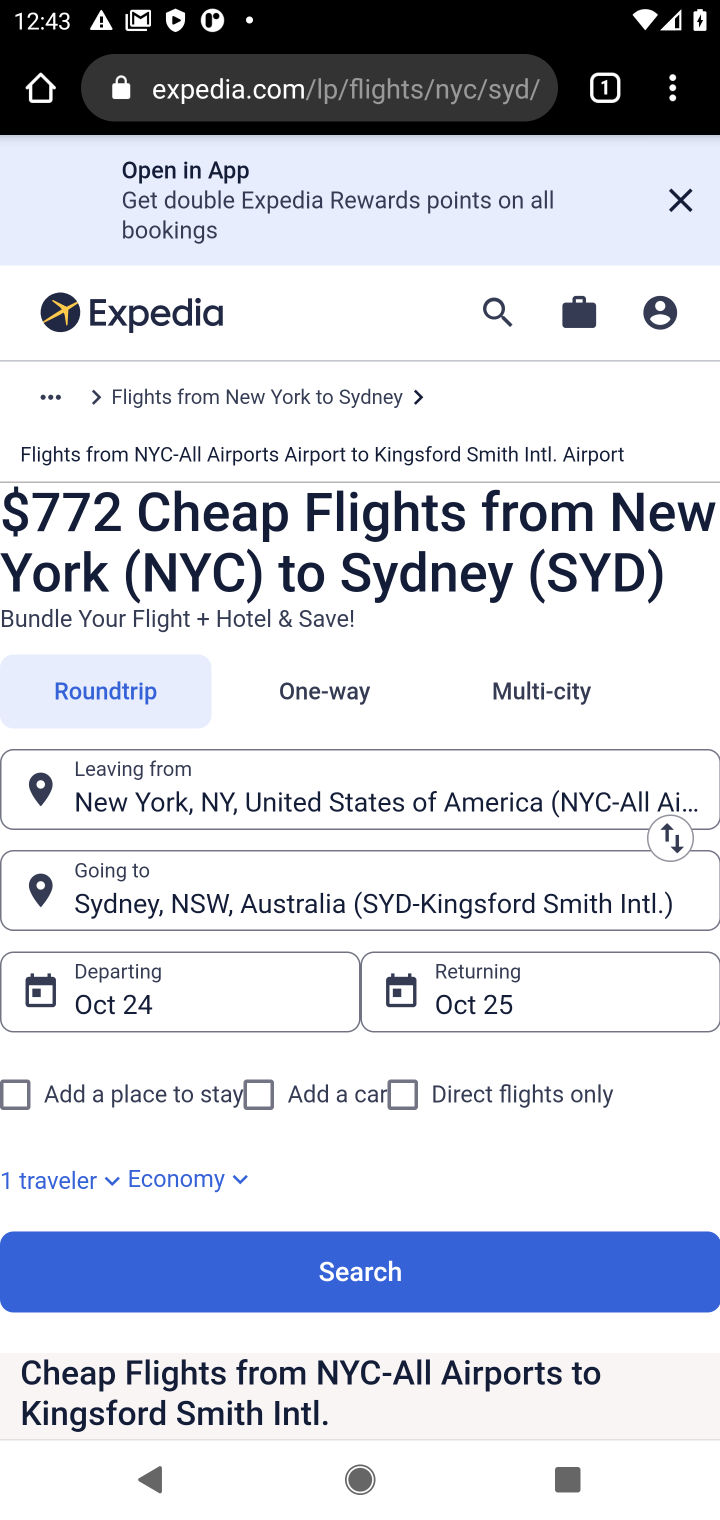 12:43
expedia.com/lp/flights/nyc/syd/
1
Open in App
Get double Expedia Rewards points on all
bookings
Expedia
Flights from New York to Sydney
Flights from NYC-All Airports Airport to Kingsford Smith Intl. Airport
$772 Cheap Flights from New
York (NYC) to Sydney (SYD)
Bundle Your Flight + Hotel & Save!
Roundtrip One-way Multi-city
Leaving from
New York, NY, United States of America (NYC-All Ai...
Going to
Sydney, NSW, Australia (SYD-Kingsford Smith Intl.)
Departing Returning
Oct 24 Oct 25
Add a place to stay Add a car Direct flights only
1 traveler Economy
Search
Cheap Flights from NYC-All Airports to
Kingsford Smith Intl.